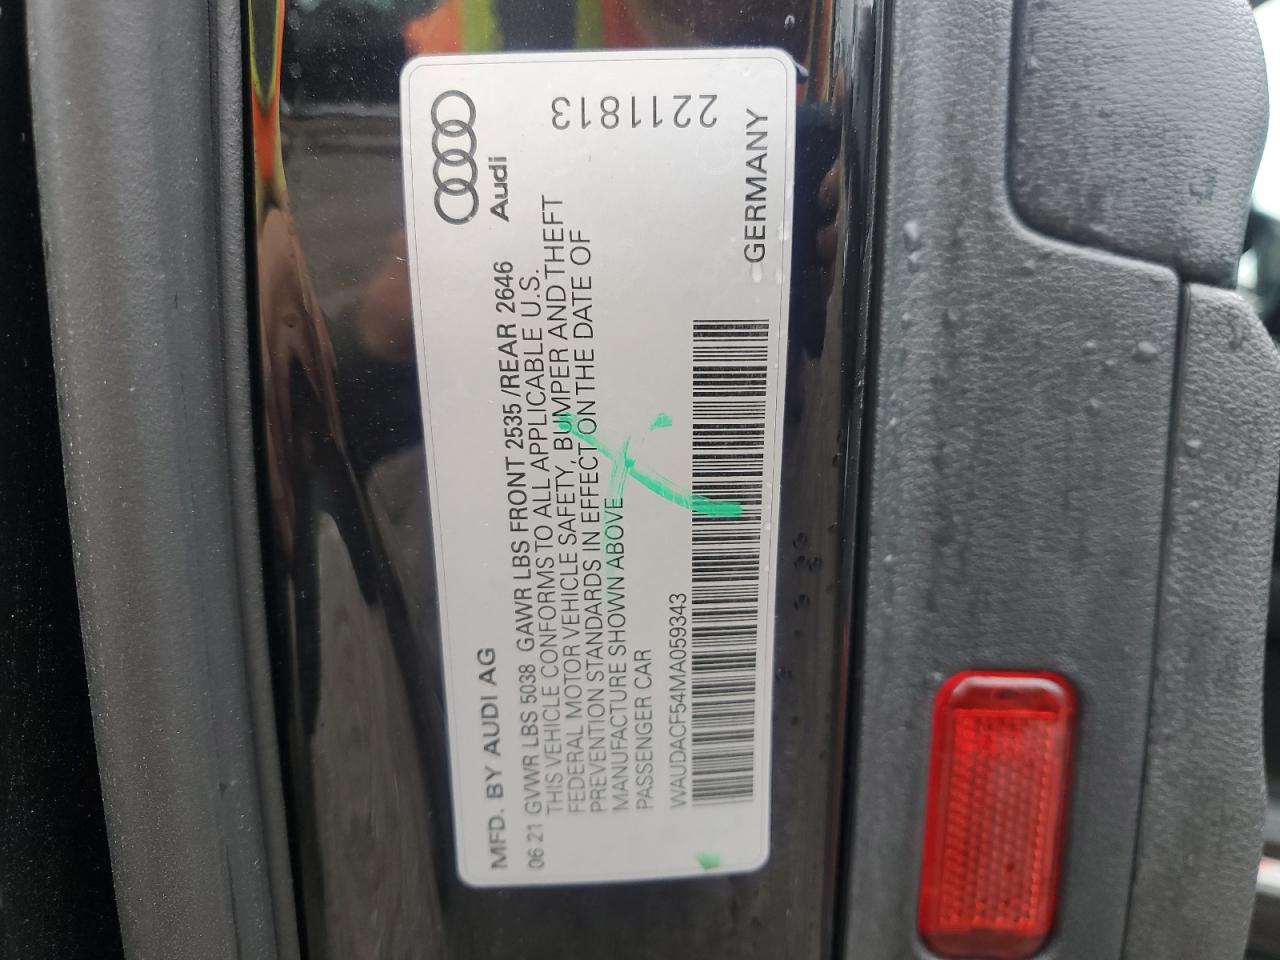 MFD. BY AUDI AG
Audi
06 21 GVWR LBS 5038 GAWR LBS FRONT 2535 /REAR 2646
THIS VEHICLE CONFORMS TO ALL APPLICABLE U.S.
FEDERAL MOTOR VEHICLE SAFETY, BUMPER AND THEFT
PREVENTION STANDARDS IN EFFECT ON THE DATE OF
MANUFACTURE SHOWN ABOVE
PASSENGER CAR
WAUDACF54MA059343
GERMANY
2211813